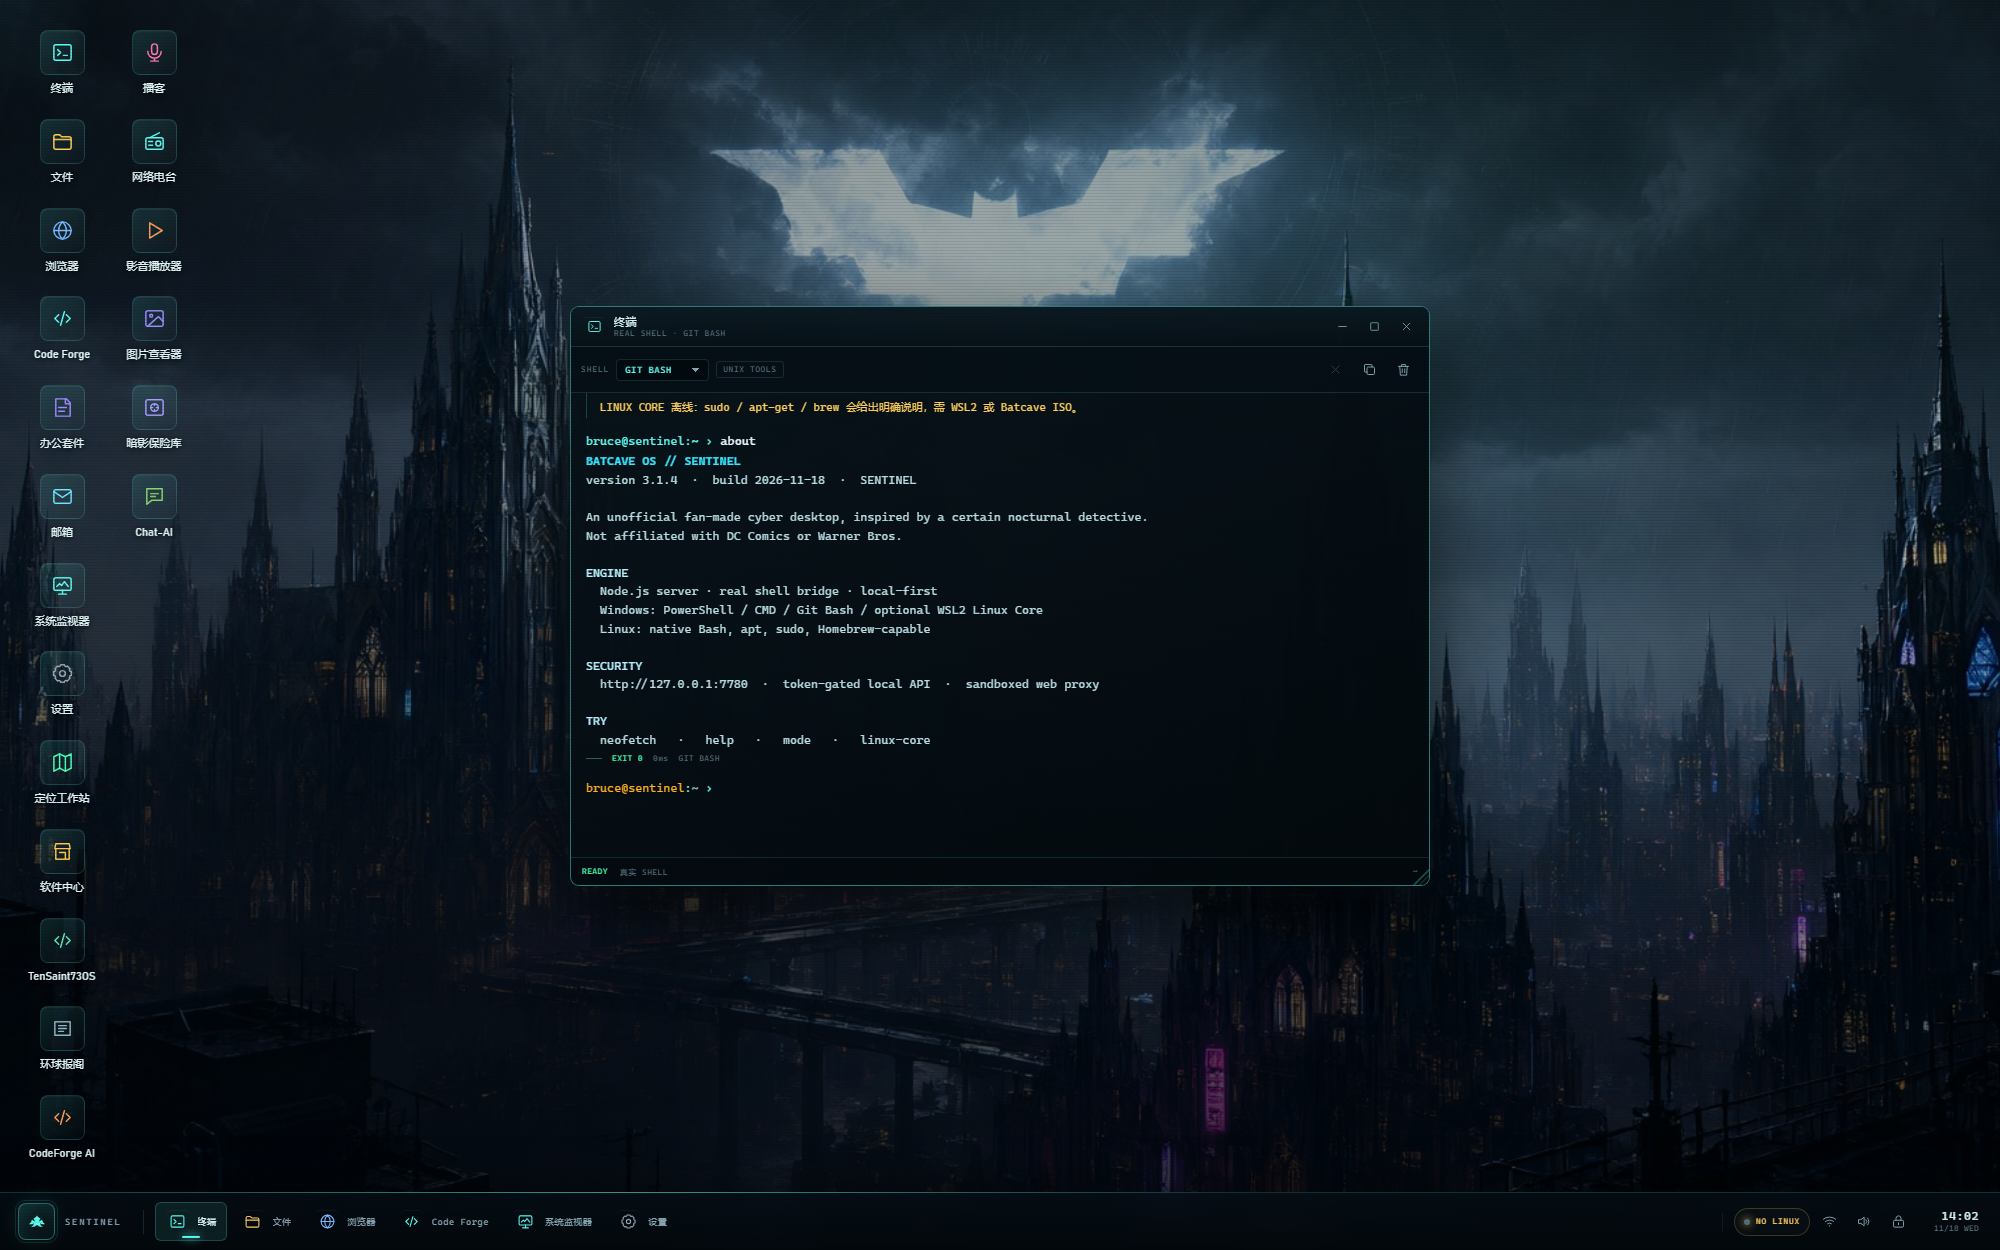 终端
播客
文件
网络电台
浏览器
影音播放器
Code Forge
图片查看器
办公套件
暗影保险库
邮箱
Chat-AI
系统监视器
设置
定位工作站
软件中心
TenSaint730S
环球报阁
CodeForge AI
终端
REAL SHELL · GIT BASH
SHELL GIT BASH UNIX TOOLS
LINUX CORE 离线: sudo / apt-get / brew 会给出明确说明, 需 WSL2 或 Batcave ISO。
bruce@sentinel:~ › about
BATCAVE OS // SENTINEL
version 3.1.4 · build 2026-11-18 · SENTINEL
An unofficial fan-made cyber desktop, inspired by a certain nocturnal detective.
Not affiliated with DC Comics or Warner Bros.
ENGINE
Node.js server · real shell bridge · local-first
Windows: PowerShell / CMD / Git Bash / optional WSL2 Linux Core
Linux: native Bash, apt, sudo, Homebrew-capable
SECURITY
http://127.0.0.1:7780 · token-gated local API · sandboxed web proxy
TRY
neofetch · help · mode · linux-core
—— EXIT 0 0ms GIT BASH
bruce@sentinel:~ ›
READY 真实 SHELL ~
SENTINEL 终端 文件 浏览器 Code Forge 系统监视器 设置 NO LINUX 14:02
11/18 WED